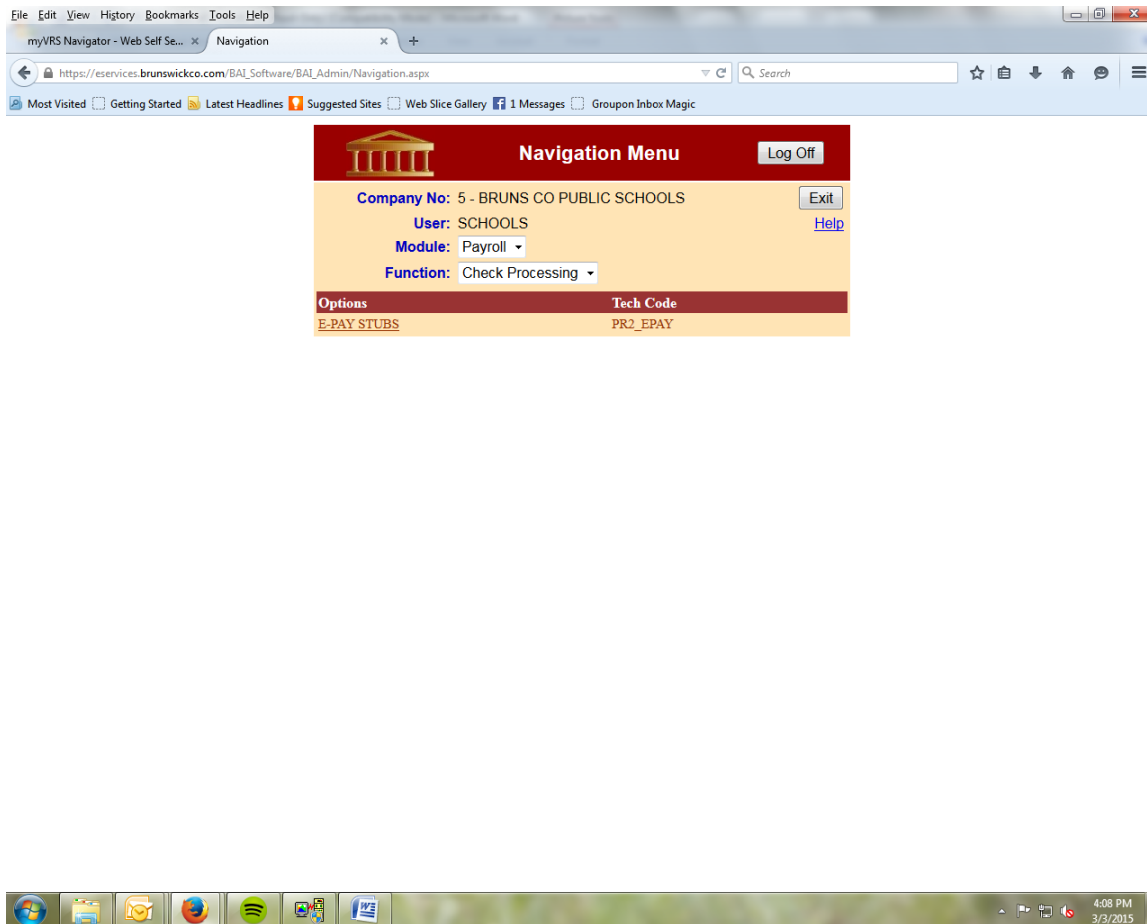 File Edit View History Bookmarks Tools Help
myVRS Navigator - Web Self Se... Navigation
https://eservices.brunswickco.com/BAI_Software/BAI_Admin/Navigation.aspx Search
Most Visited Getting Started Latest Headlines Suggested Sites Web Slice Gallery 1 Messages Groupon Inbox Magic
Navigation Menu Log Off
Company No: 5 - BRUNS CO PUBLIC SCHOOLS Exit
User: SCHOOLS Help
Module: Payroll
Function: Check Processing
Options Tech Code
E-PAY STUBS PR2_EPAY
4:08 PM
3/3/2015